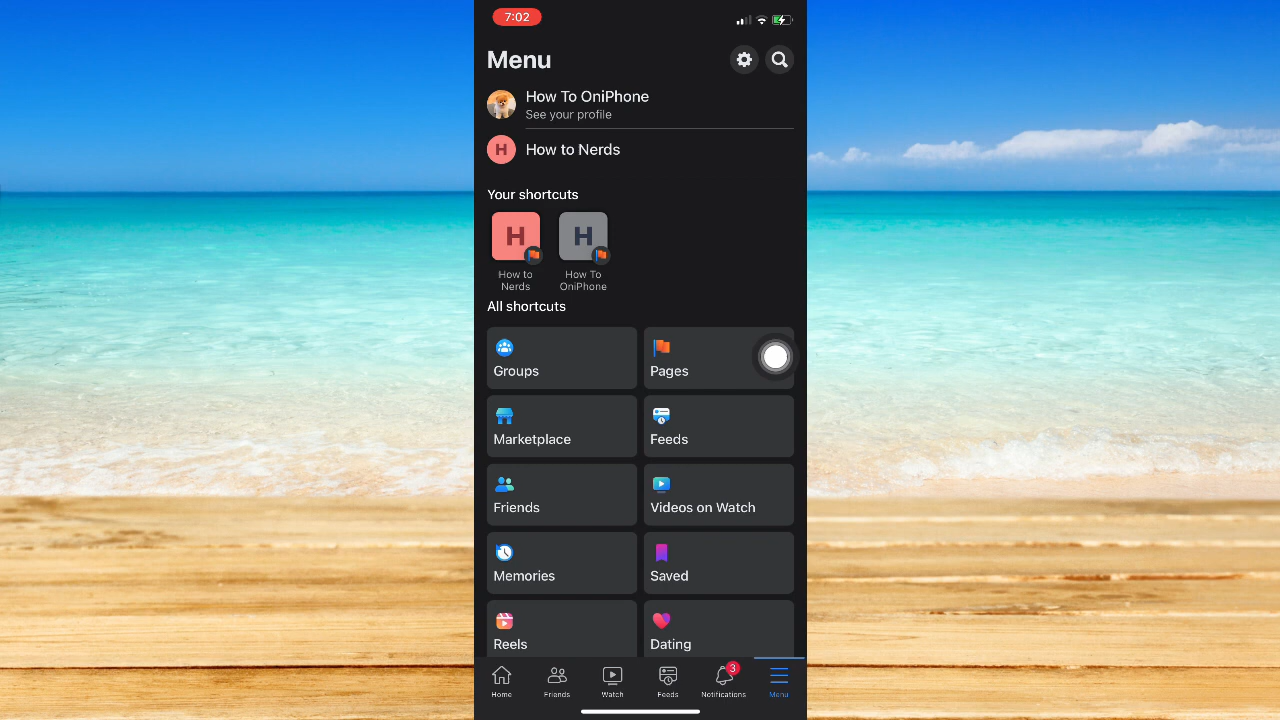 7:02
Menu
How To OniPhone
See your profile
H
How to Nerds
Your shortcuts
H
H
How to
Nerds
How To
OniPhone
All shortcuts
Groups
Pages
Marketplace
Feeds
Friends
Videos on Watch
Memories
Saved
Reels
Dating
3
Home
Friends
Watch
Feeds
Notifications
Menu